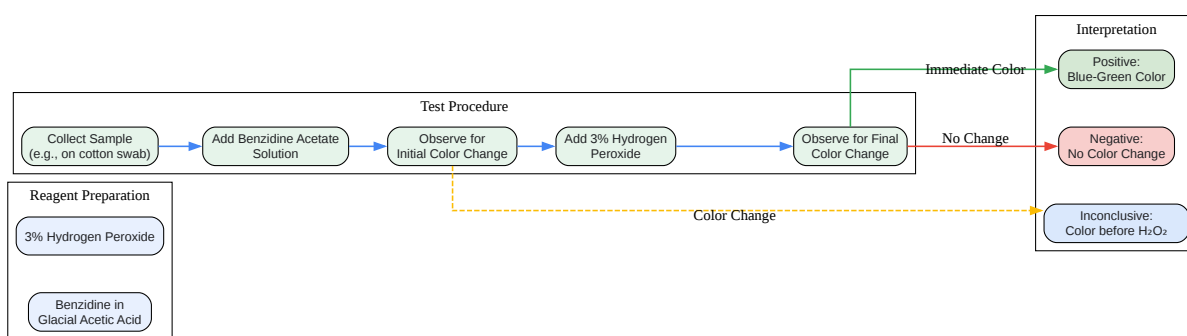 Interpretation
Positive:
Blue-Green Color
Immediate Color
Test Procedure
Collect Sample
(e.g., on cotton swab)
Add Benzidine Acetate
Solution
Observe for
Initial Color Change
Add 3% Hydrogen
Peroxide
Observe for Final
Color Change
No Change
Negative:
No Color Change
Reagent Preparation
3% Hydrogen Peroxide
Color Change
Inconclusive:
Color before H₂O₂
Benzidine in
Glacial Acetic Acid